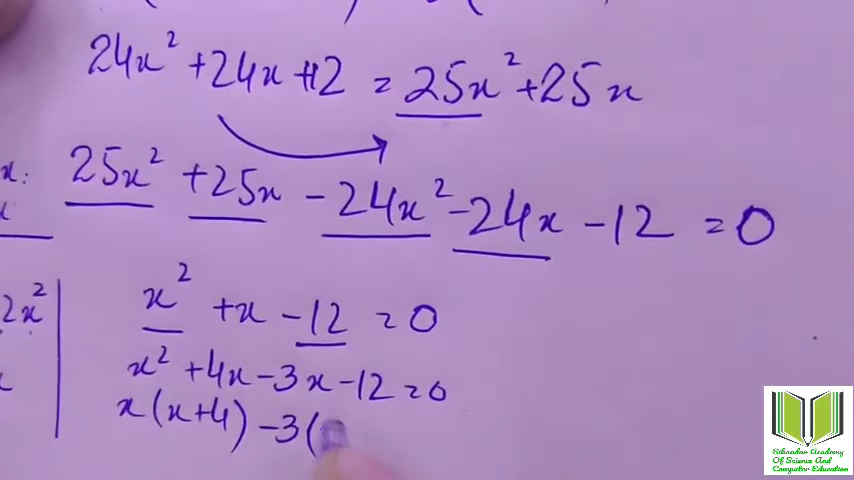 24x² +24x +12 = 25x² +25x
x: 25x² +25x -24x² -24x -12 = 0
x
2x² x² +x -12 = 0
x x² +4x -3x -12 = 0
x(x+4) -3(
Sikandar Academy
Of Science And
Computer Education